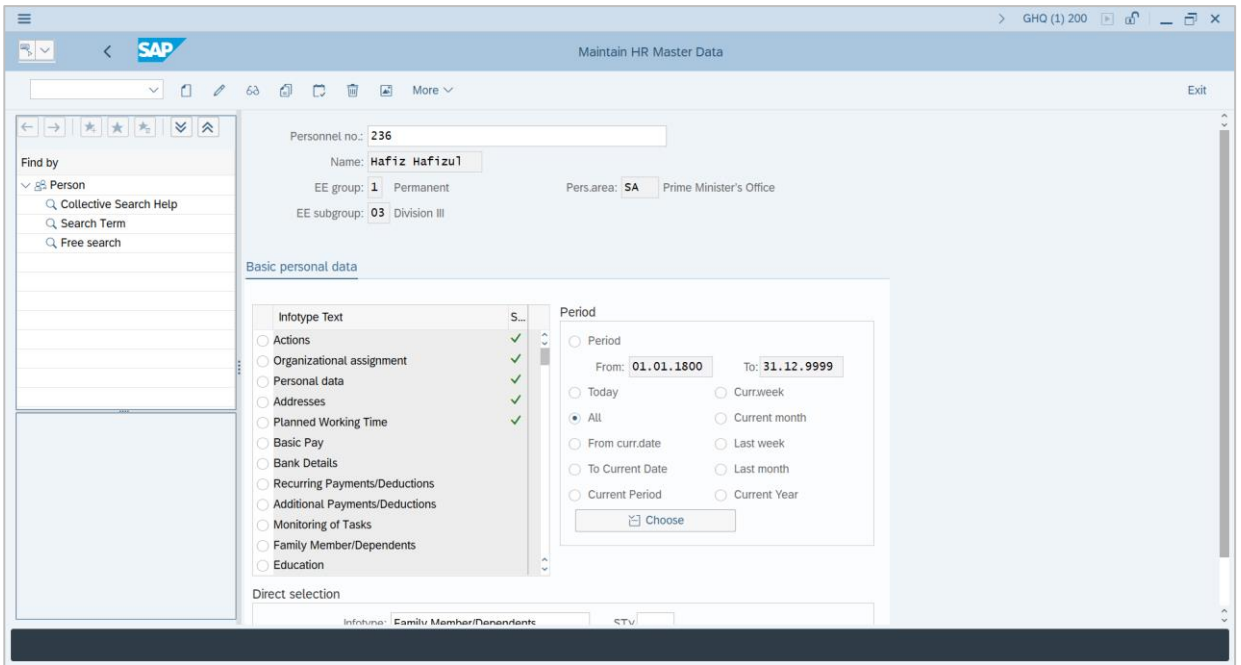 GHQ (1) 200
SAP
Maintain HR Master Data
More
Exit
Find by
Person
Collective Search Help
Search Term
Free search
Personnel no.: 236
Name: Hafiz Hafizul
EE group: 1 Permanent Pers.area: SA Prime Minister's Office
EE subgroup: 03 Division III
Basic personal data
Infotype Text S...
Actions
Organizational assignment
Personal data
Addresses
Planned Working Time
Basic Pay
Bank Details
Recurring Payments/Deductions
Additional Payments/Deductions
Monitoring of Tasks
Family Member/Dependents
Education
Period
Period
From: 01.01.1800 To: 31.12.9999
Today Curr.week
All Current month
From curr.date Last week
To Current Date Last month
Current Period Current Year
Choose
Direct selection
Infotype: Family Member/Dependents STy